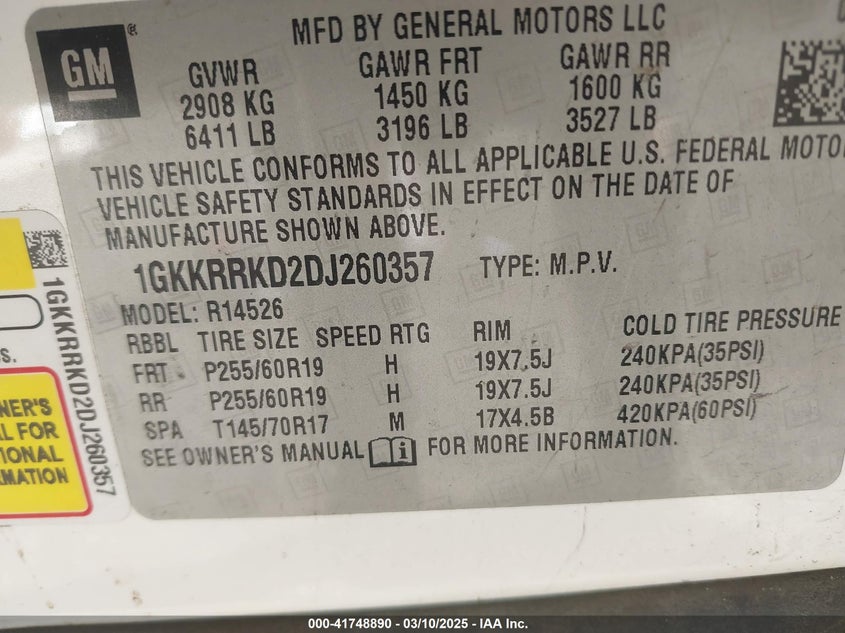 MFD BY GENERAL MOTORS LLC
GM
GVWR GAWR FRT GAWR RR
2908 KG 1450 KG 1600 KG
6411 LB 3196 LB 3527 LB
THIS VEHICLE CONFORMS TO ALL APPLICABLE U.S. FEDERAL MOTO
VEHICLE SAFETY STANDARDS IN EFFECT ON THE DATE OF
MANUFACTURE SHOWN ABOVE.
1GKKRRKD2DJ260357 TYPE: M.P.V.
MODEL: R14526
RBBL TIRE SIZE SPEED RTG RIM COLD TIRE PRESSURE
FRT P255/60R19 H 19X7.5J 240KPA(35PSI)
RR P255/60R19 H 19X7.5J 240KPA(35PSI)
SPA T145/70R17 M 17X4.5B 420KPA(60PSI)
SEE OWNER'S MANUAL FOR MORE INFORMATION.
1GKKRRKD2DJ260357
S.
NER'S
L FOR
TIONAL
MATION
000-41748890 — 03/10/2025 — IAA Inc.